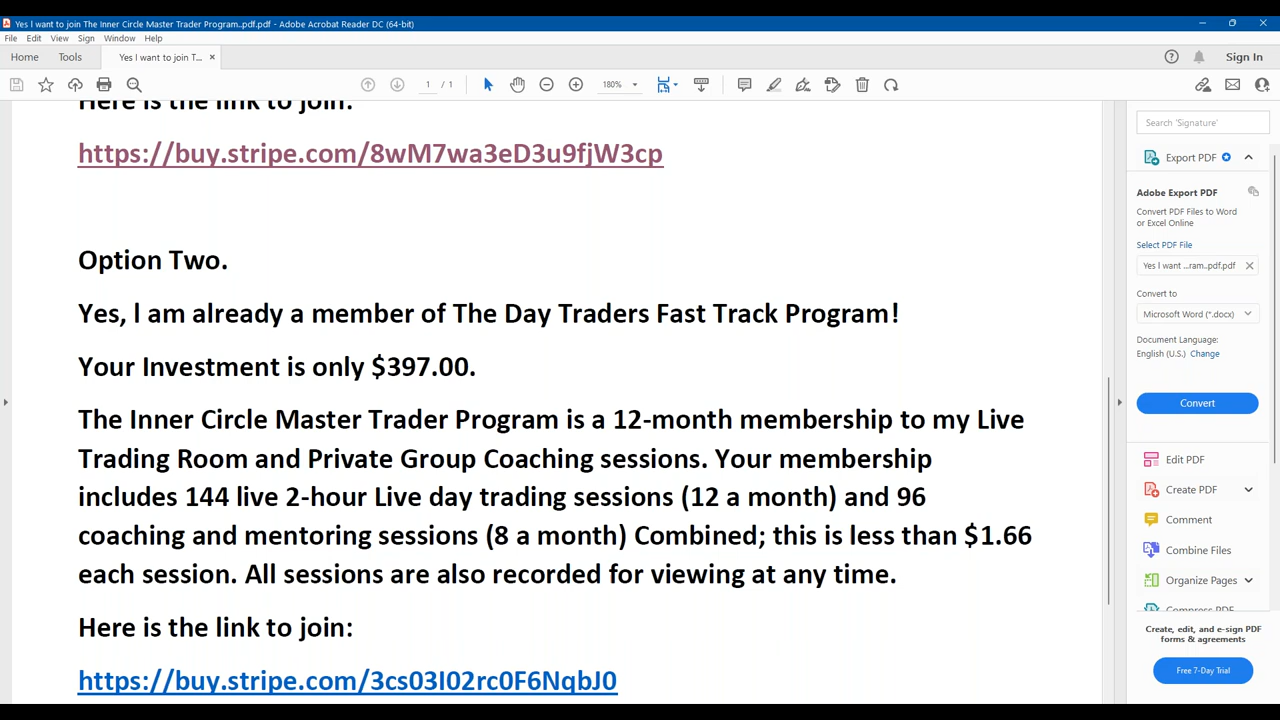 Yes I want to join The Inner Circle Master Trader Program..pdf.pdf - Adobe Acrobat Reader DC (64-bit)
File Edit View Sign Window Help
Home Tools Yes I want to join T... × Sign In
1 / 1 180%
Here is the link to join:
https://buy.stripe.com/8wM7wa3eD3u9fjW3cp
Option Two.
Yes, I am already a member of The Day Traders Fast Track Program!
Your Investment is only $397.00.
The Inner Circle Master Trader Program is a 12-month membership to my Live
Trading Room and Private Group Coaching sessions. Your membership
includes 144 live 2-hour Live day trading sessions (12 a month) and 96
coaching and mentoring sessions (8 a month) Combined; this is less than $1.66
each session. All sessions are also recorded for viewing at any time.
Here is the link to join:
https://buy.stripe.com/3cs03I02rc0F6NqbJ0
Search 'Signature'
Export PDF
Adobe Export PDF
Convert PDF Files to Word
or Excel Online
Select PDF File
Yes I want ...ram..pdf.pdf
Convert to
Microsoft Word (*.docx)
Document Language:
English (U.S.) Change
Convert
Edit PDF
Create PDF
Comment
Combine Files
Organize Pages
Compress PDF
Create, edit, and e-sign PDF
forms & agreements
Free 7-Day Trial